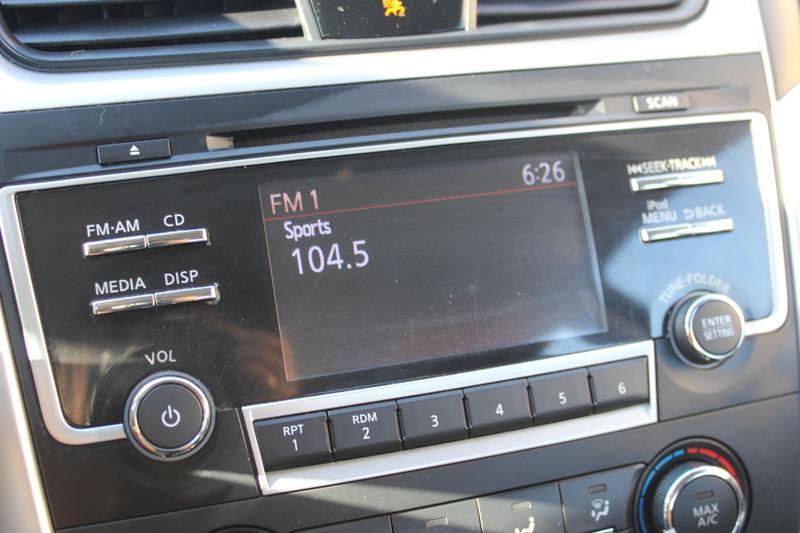 2
SCAN
SEEK·TRACK
FM·AM CD
FM 1 6:26
Sports
104.5
iPod
MENU BACK
MEDIA DISP
TUNE·FOLDER
ENTER
SETTING
VOL
RPT
1
RDM
2
3
4
5
6
MAX
A/C